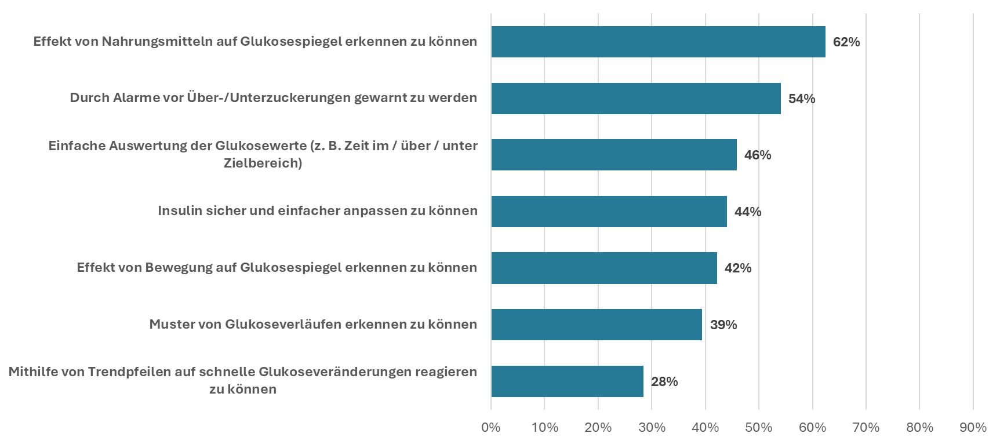 Effekt von Nahrungsmitteln auf Glukosespiegel erkennen zu können
62%
Durch Alarme vor Über-/Unterzuckerungen gewarnt zu werden
54%
Einfache Auswertung der Glukosewerte (z. B. Zeit im / über / unter
Zielbereich)
46%
Insulin sicher und einfacher anpassen zu können
44%
Effekt von Bewegung auf Glukosespiegel erkennen zu können
42%
Muster von Glukoseverläufen erkennen zu können
39%
Mithilfe von Trendpfeilen auf schnelle Glukoseveränderungen reagieren
zu können
28%
0% 10% 20% 30% 40% 50% 60% 70% 80% 90%